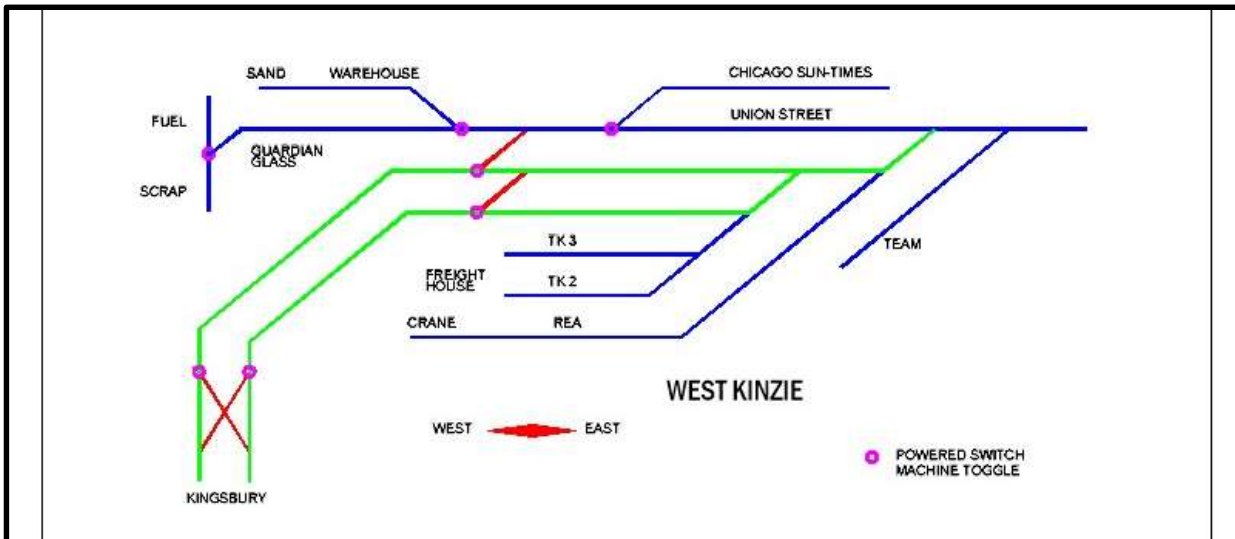 SAND WAREHOUSE CHICAGO SUN-TIMES
FUEL UNION STREET
GUARDIAN
GLASS
SCRAP
TK 3 TEAM
FREIGHT
HOUSE
TK 2
CRANE REA
WEST KINZIE
WEST EAST
POWERED SWITCH
MACHINE TOGGLE
KINGSBURY